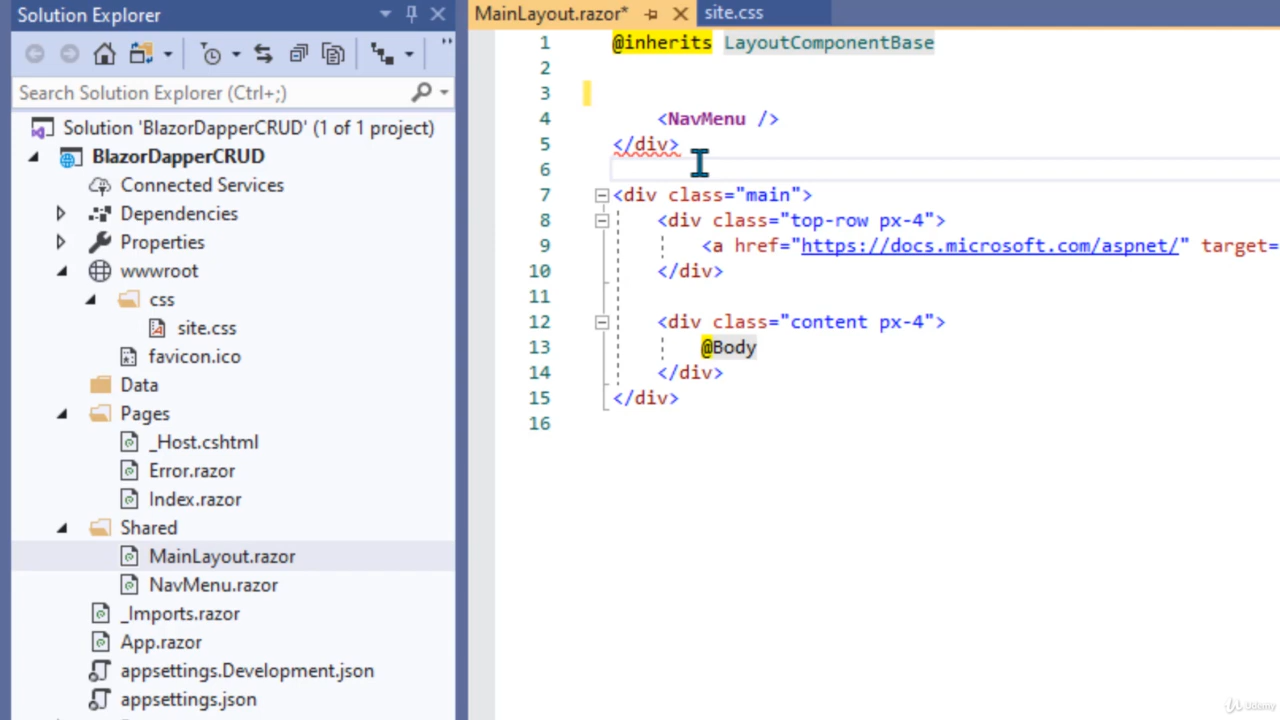 Solution Explorer
Search Solution Explorer (Ctrl+;)
Solution 'BlazorDapperCRUD' (1 of 1 project)
BlazorDapperCRUD
Connected Services
Dependencies
Properties
wwwroot
css
site.css
favicon.ico
Data
Pages
_Host.cshtml
Error.razor
Index.razor
Shared
MainLayout.razor
NavMenu.razor
_Imports.razor
App.razor
appsettings.Development.json
appsettings.json
MainLayout.razor* site.css
1 @inherits LayoutComponentBase
2
3
4 <NavMenu />
5 </div>
6
7 <div class="main">
8 <div class="top-row px-4">
9 <a href="https://docs.microsoft.com/aspnet/" target=
10 </div>
11
12 <div class="content px-4">
13 @Body
14 </div>
15 </div>
16
Udemy